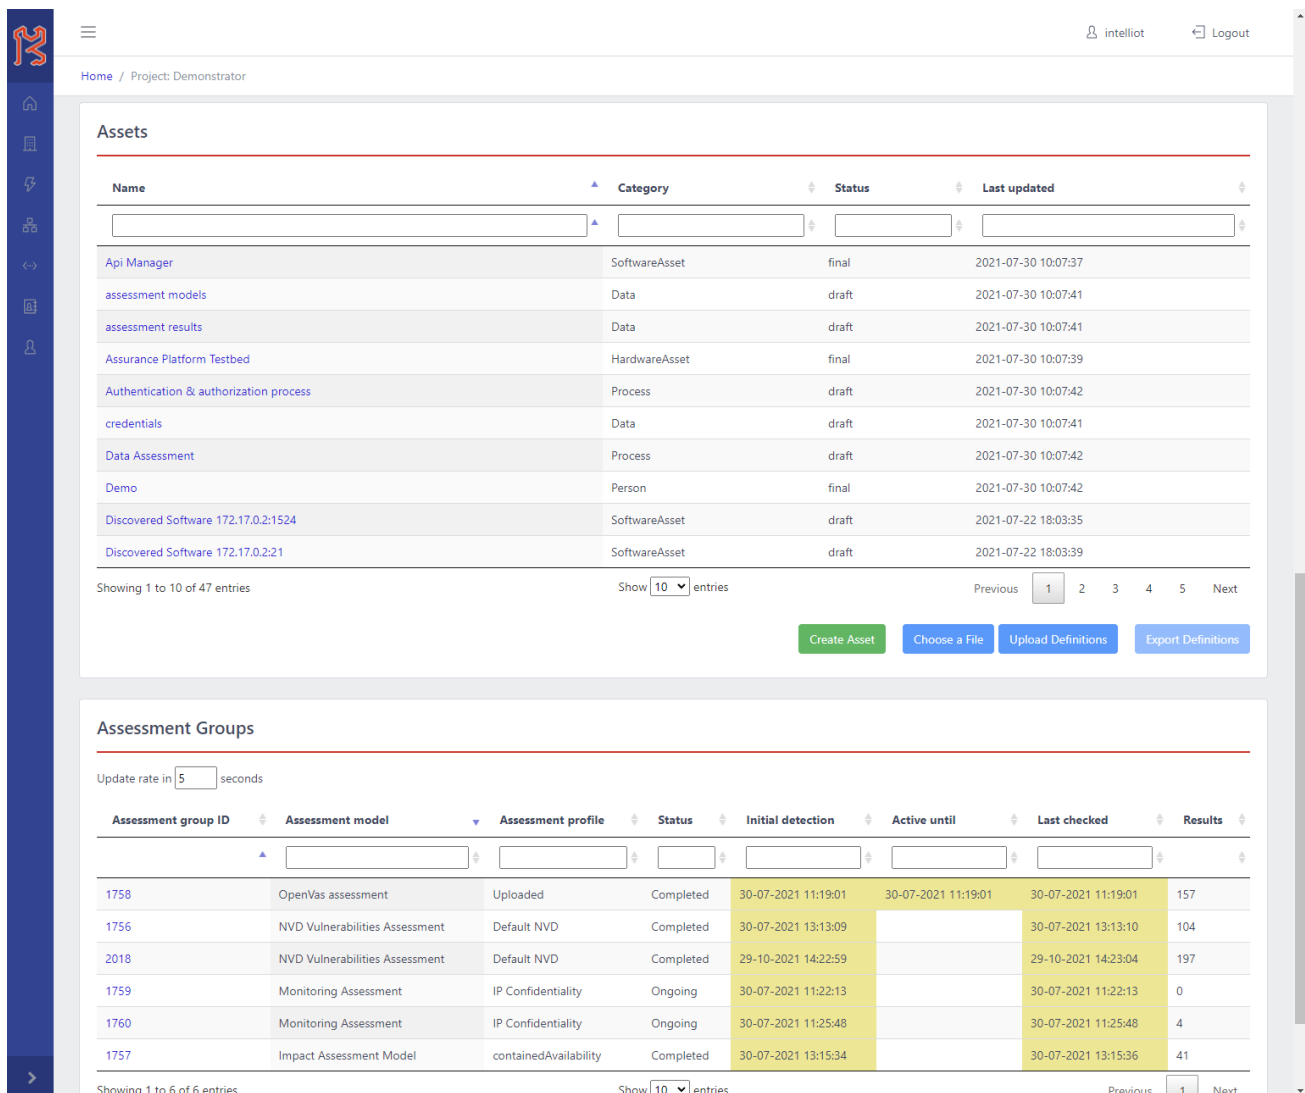 intelliot Logout
Home / Project: Demonstrator
Assets
Name Category Status Last updated
Api Manager SoftwareAsset final 2021-07-30 10:07:37
assessment models Data draft 2021-07-30 10:07:41
assessment results Data draft 2021-07-30 10:07:41
Assurance Platform Testbed HardwareAsset final 2021-07-30 10:07:39
Authentication & authorization process Process draft 2021-07-30 10:07:42
credentials Data draft 2021-07-30 10:07:41
Data Assessment Process draft 2021-07-30 10:07:42
Demo Person final 2021-07-30 10:07:42
Discovered Software 172.17.0.2:1524 SoftwareAsset draft 2021-07-22 18:03:35
Discovered Software 172.17.0.2:21 SoftwareAsset draft 2021-07-22 18:03:39
Showing 1 to 10 of 47 entries Show 10 entries Previous 1 2 3 4 5 Next
Create Asset Choose a File Upload Definitions Export Definitions
Assessment Groups
Update rate in 5 seconds
Assessment group ID Assessment model Assessment profile Status Initial detection Active until Last checked Results
1758 OpenVas assessment Uploaded Completed 30-07-2021 11:19:01 30-07-2021 11:19:01 30-07-2021 11:19:01 157
1756 NVD Vulnerabilities Assessment Default NVD Completed 30-07-2021 13:13:09 30-07-2021 13:13:10 104
2018 NVD Vulnerabilities Assessment Default NVD Completed 29-10-2021 14:22:59 29-10-2021 14:23:04 197
1759 Monitoring Assessment IP Confidentiality Ongoing 30-07-2021 11:22:13 30-07-2021 11:22:13 0
1760 Monitoring Assessment IP Confidentiality Ongoing 30-07-2021 11:25:48 30-07-2021 11:25:48 4
1757 Impact Assessment Model containedAvailability Completed 30-07-2021 13:15:34 30-07-2021 13:15:36 41
Showing 1 to 6 of 6 entries Show 10 entries Previous 1 Next